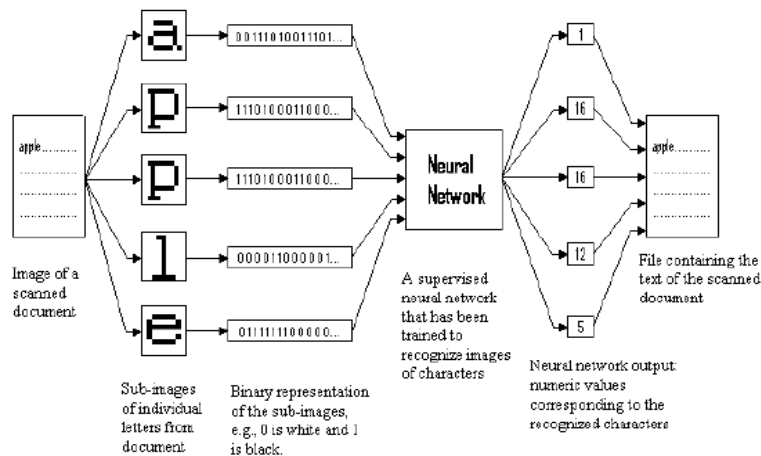 apple..........
Image of a
scanned
document
a
p
p
l
e
Sub-images
of individual
letters from
document
00111010011101...
1110100011000...
1110100011000...
000011000001...
0111111100000...
Binary representation
of the sub-images,
e.g., 0 is white and 1
is black.
Neural
Network
A supervised
neural network
that has been
trained to
recognize images
of characters
1
16
16
12
5
Neural network output:
numeric values
corresponding to the
recognized characters
apple..........
File containing the
text of the scanned
document